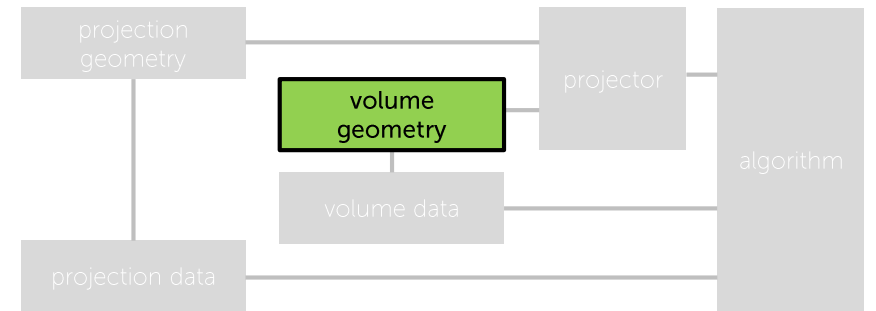 projection
geometry
volume
geometry
projector
algorithm
volume data
projection data